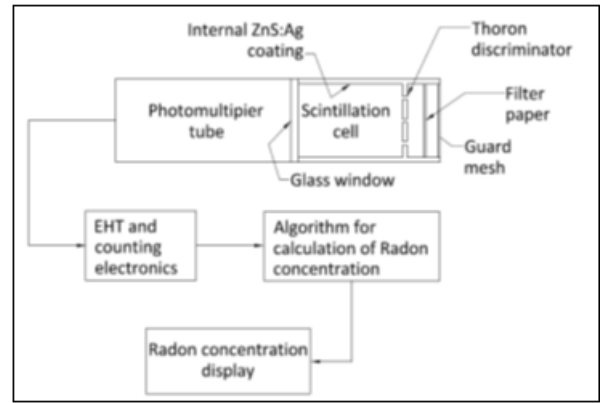 Internal ZnS:Ag
coating
Thoron
discriminator
Photomultipier
tube
Scintillation
cell
Filter
paper
Guard
mesh
Glass window
EHT and
counting
electronics
Algorithm for
calculation of Radon
concentration
Radon concentration
display